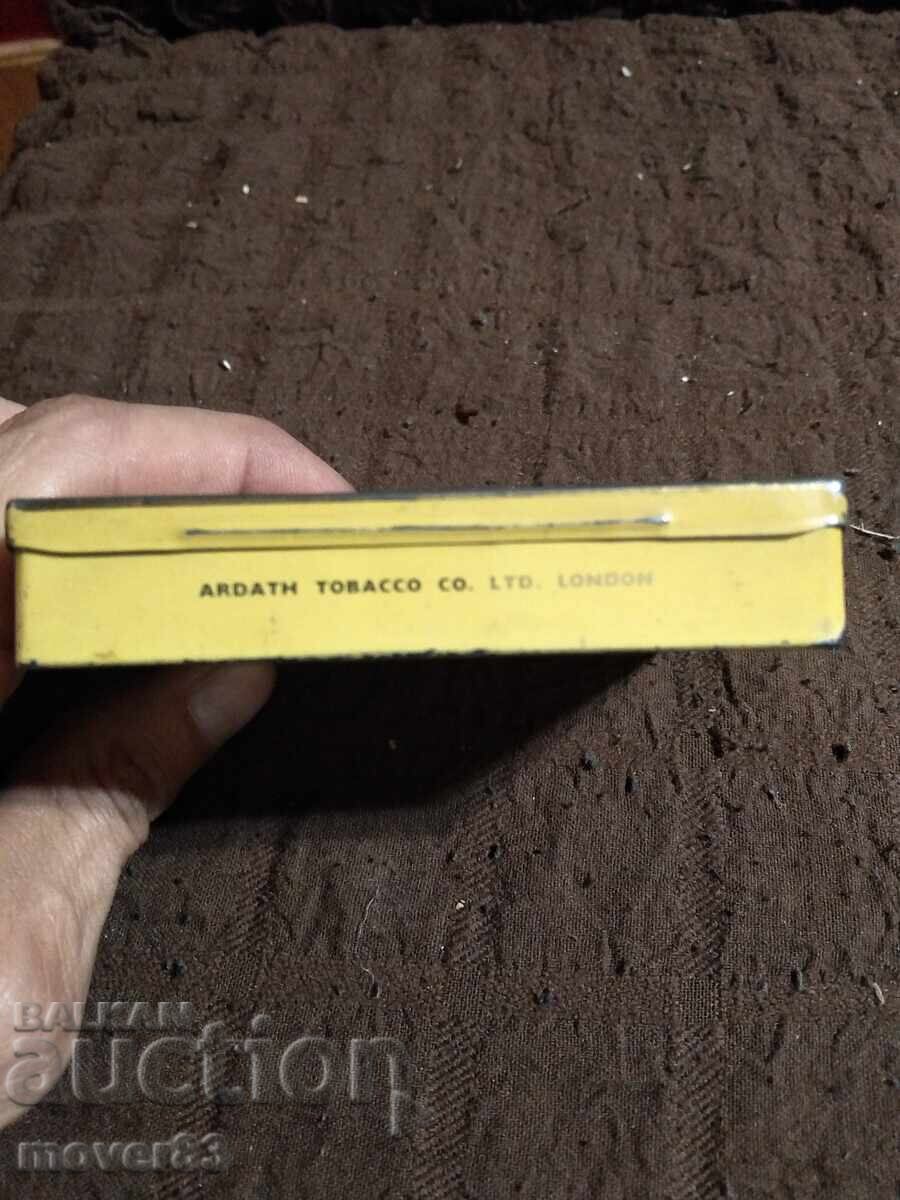 ARDATH TOBACCO CO. LTD. LONDON
BALKAN
auction
mover83